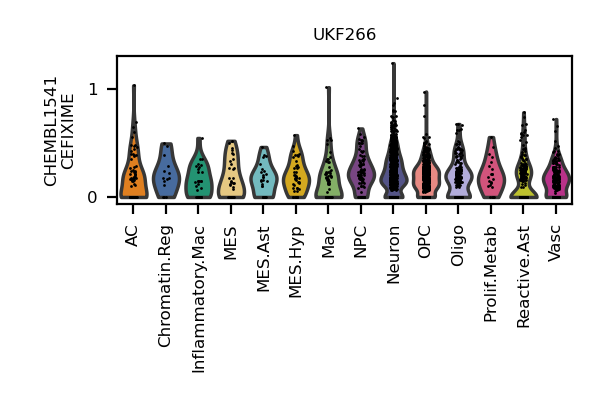 UKF266
CHEMBL1541
CEFIXIME
1
0
AC
Chromatin.Reg
Inflammatory.Mac
MES
MES.Ast
MES.Hyp
Mac
NPC
Neuron
OPC
Oligo
Prolif.Metab
Reactive.Ast
Vasc